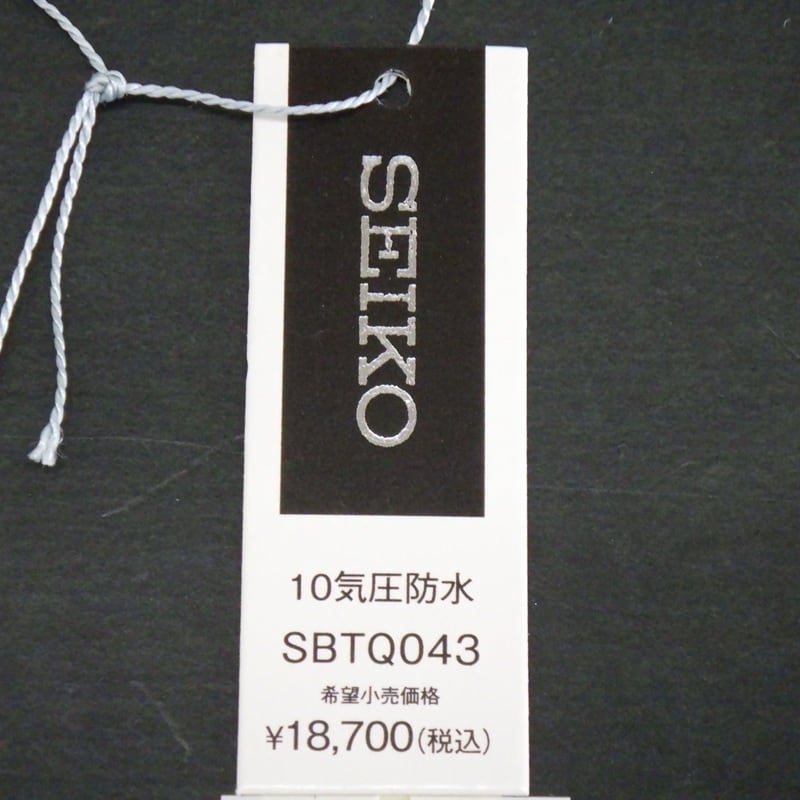 SEIKO
10気圧防水
SBTQ043
希望小売価格
¥18,700(税込)